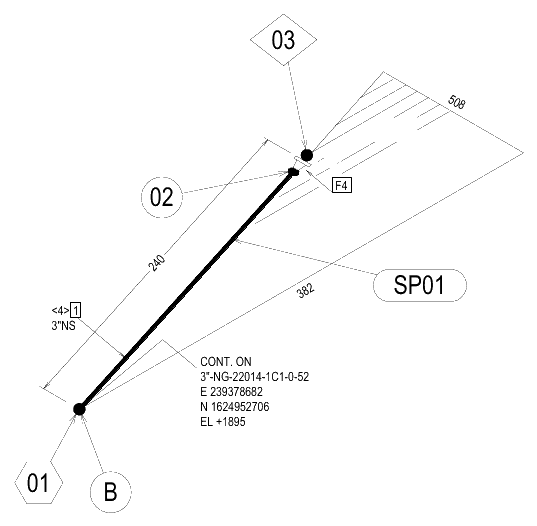 03
508
F4
02
240
SP01
382
<4>1
3"NS
CONT. ON
3"-NG-22014-1C1-0-52
E 239378682
N 1624952706
EL +1895
01
B